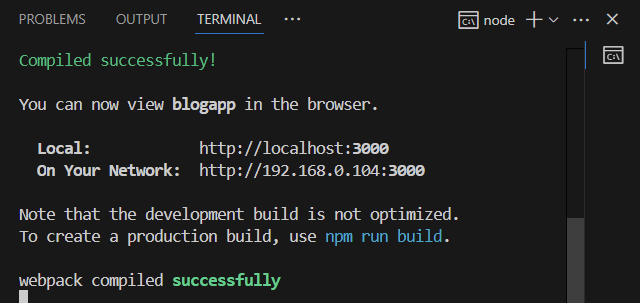 PROBLEMS OUTPUT TERMINAL ··· node ···
Compiled successfully!
You can now view blogapp in the browser.
Local: http://localhost:3000
On Your Network: http://192.168.0.104:3000
Note that the development build is not optimized.
To create a production build, use npm run build.
webpack compiled successfully